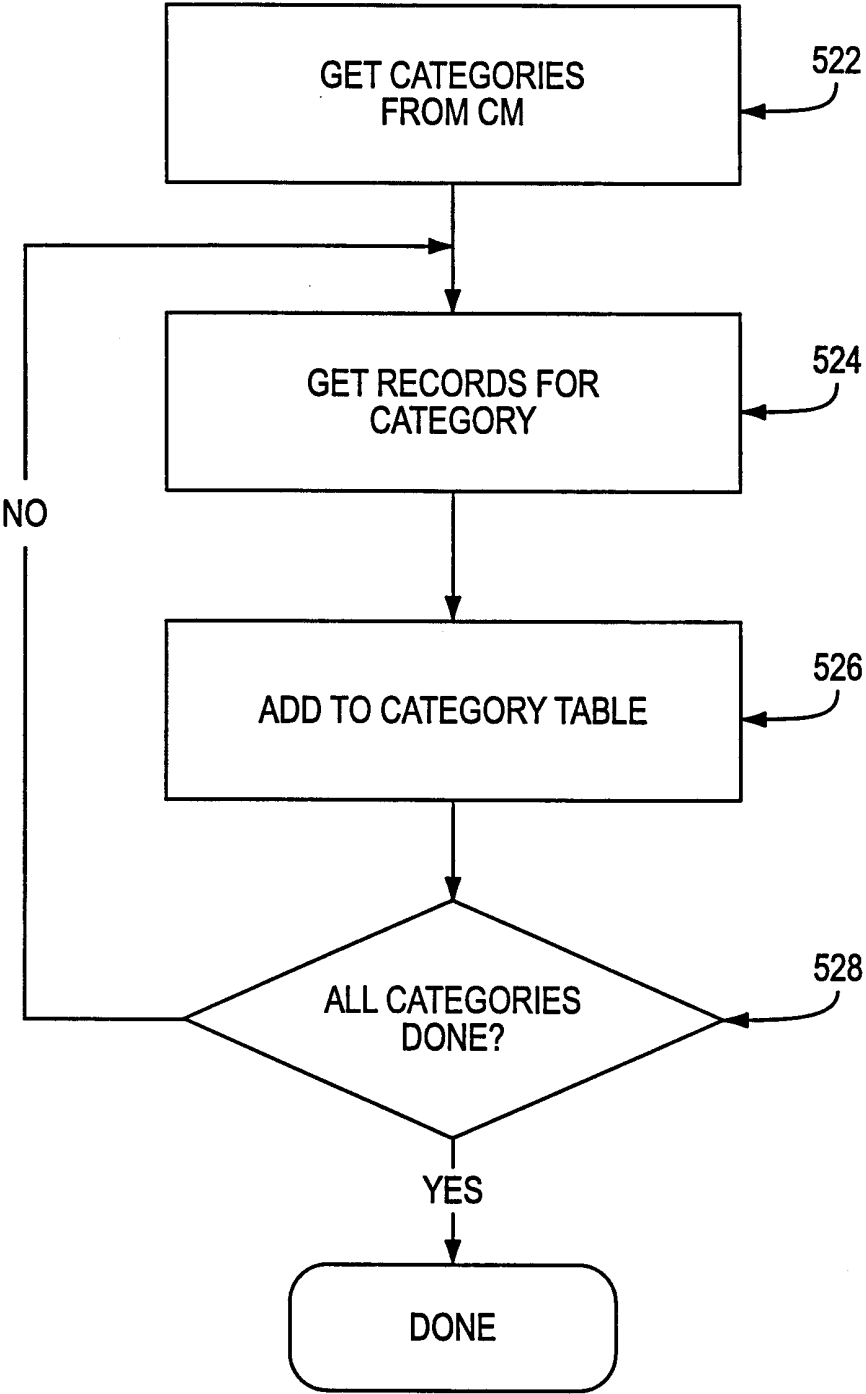 GET CATEGORIES
FROM CM
522
GET RECORDS FOR
CATEGORY
524
NO
ADD TO CATEGORY TABLE
526
ALL CATEGORIES
DONE?
528
YES
DONE